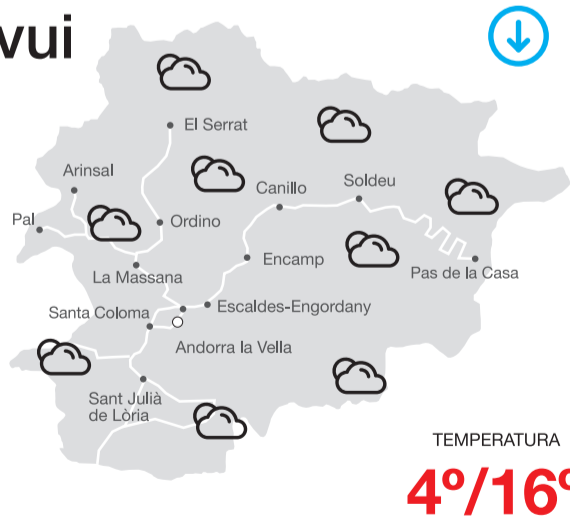 vui
El Serrat
Arinsal
Canillo
Soldeu
Pal
Ordino
Encamp
Pas de la Casa
La Massana
Santa Coloma
Escaldes-Engordany
Andorra la Vella
Sant Julià
de Lòria
TEMPERATURA
4º/16º